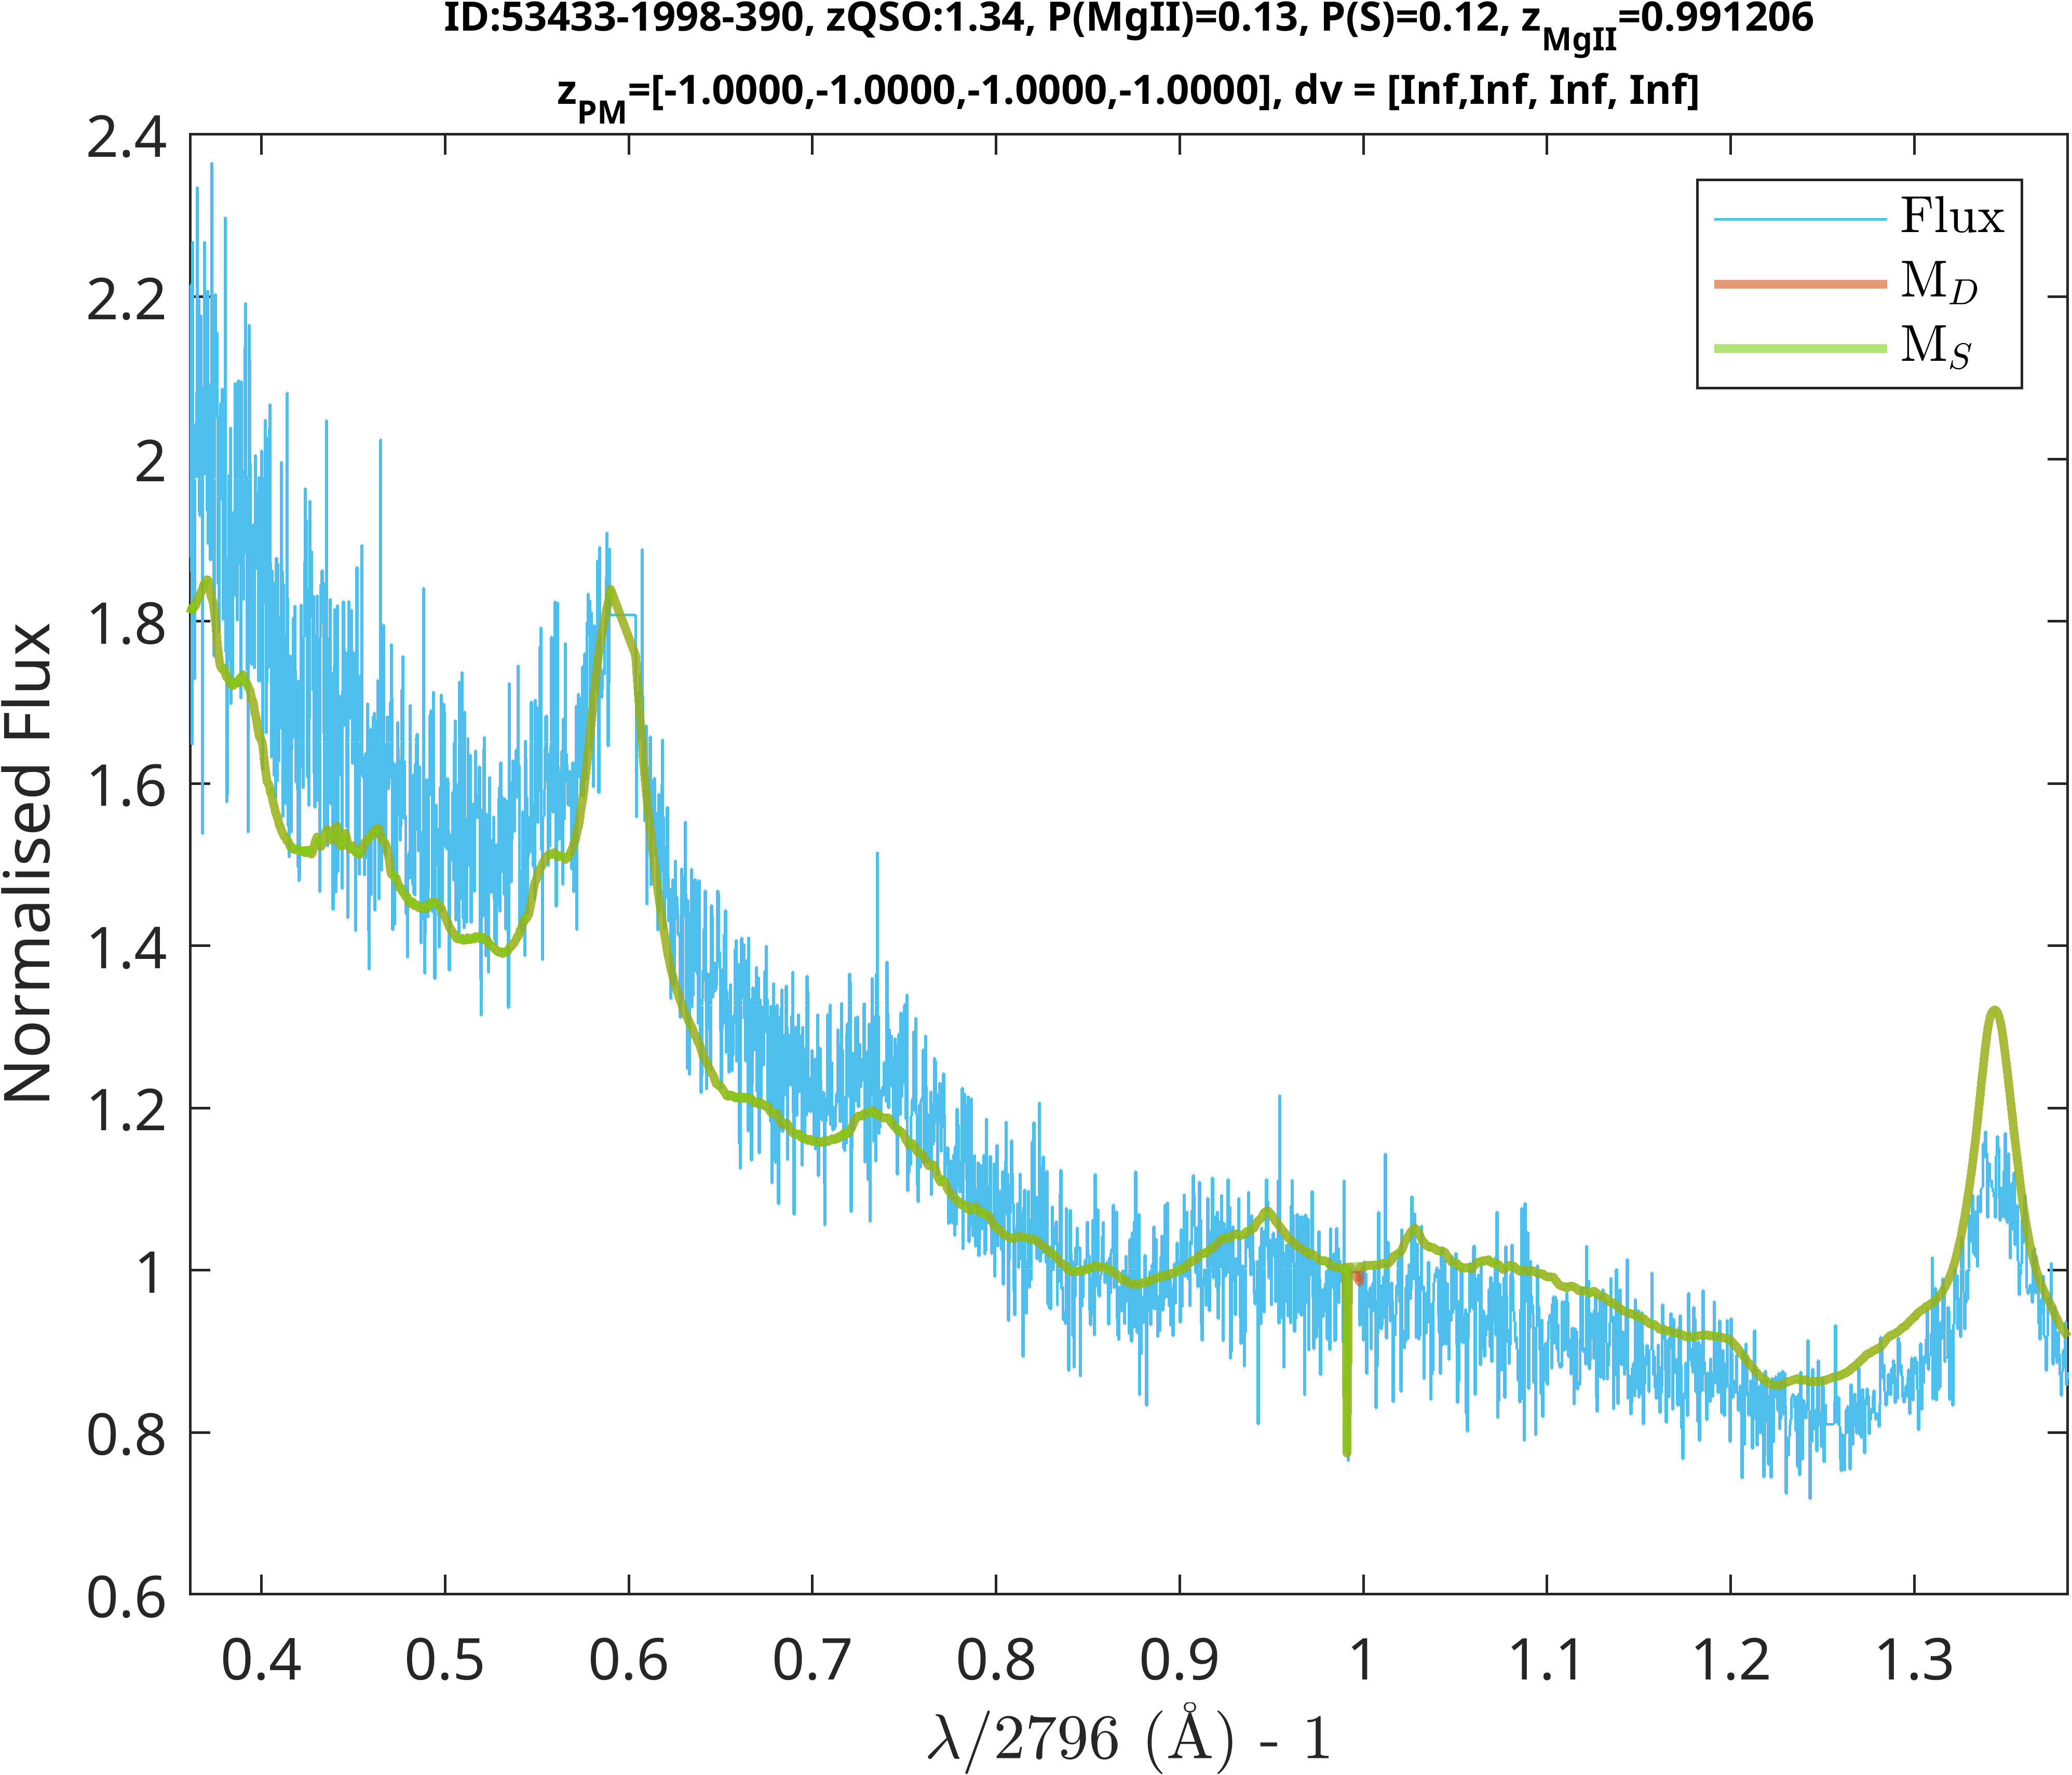 ID:53433-1998-390, zQSO:1.34, P(MgII)=0.13, P(S)=0.12, zMgII=0.991206
zPM=[-1.0000,-1.0000,-1.0000,-1.0000], dv = [Inf,Inf, Inf, Inf]
2.4
2.2
2
1.8
1.6
1.4
1.2
1
0.8
0.6
Normalised Flux
Flux
MD
MS
0.4 0.5 0.6 0.7 0.8 0.9 1 1.1 1.2 1.3
λ/2796 (Å) - 1